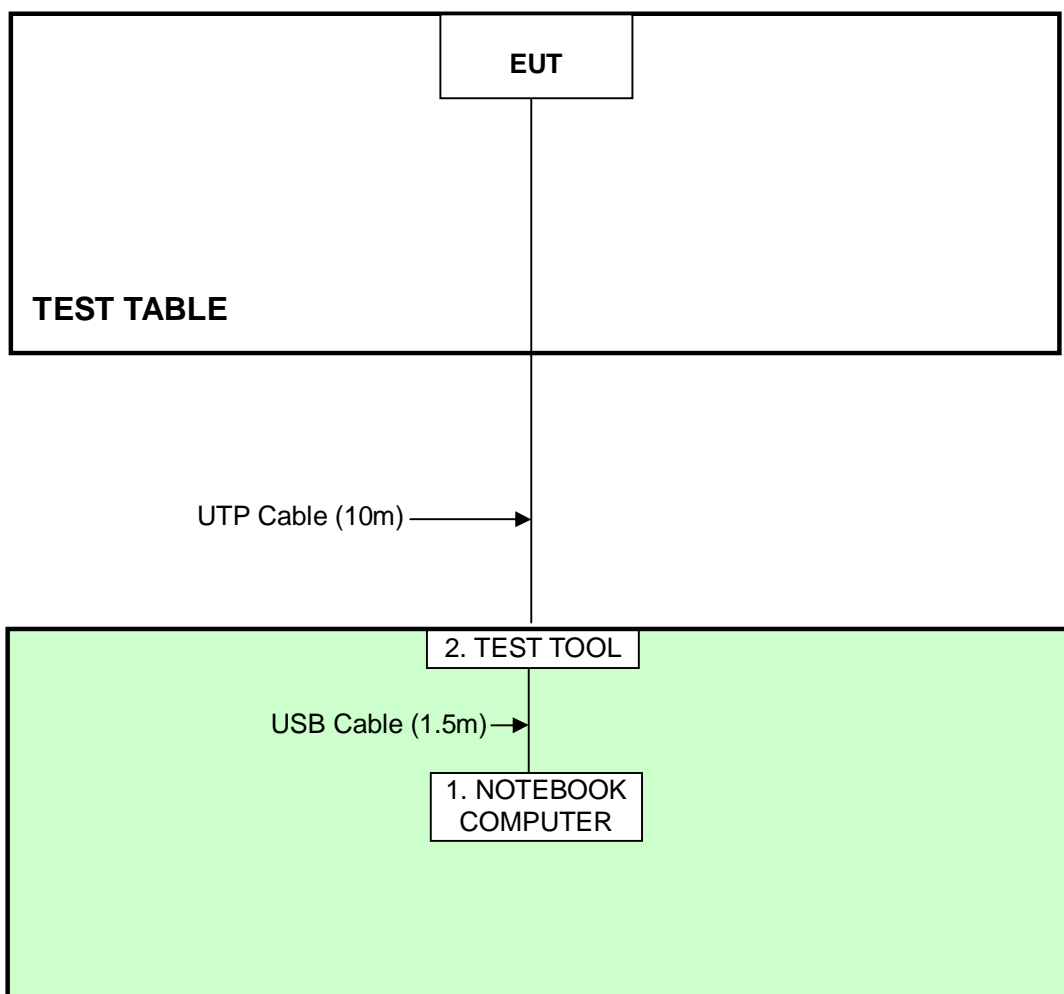 EUT
TEST TABLE
UTP Cable (10m)
2. TEST TOOL
USB Cable (1.5m)
1. NOTEBOOK
COMPUTER